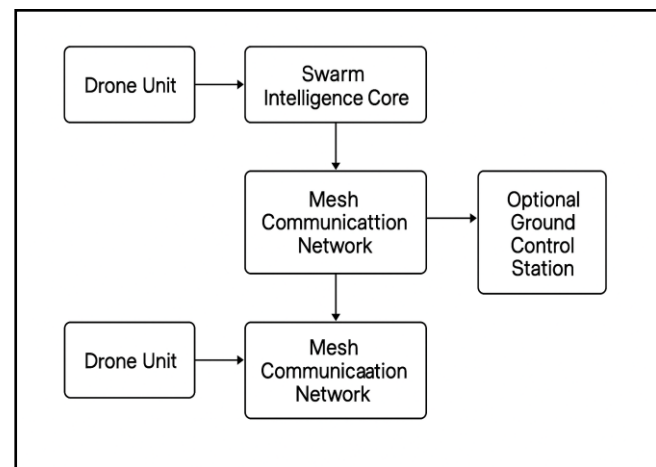 Drone Unit
Swarm
Intelligence Core
Mesh
Communicattion
Network
Optional
Ground
Control
Station
Drone Unit
Mesh
Communicaation
Network